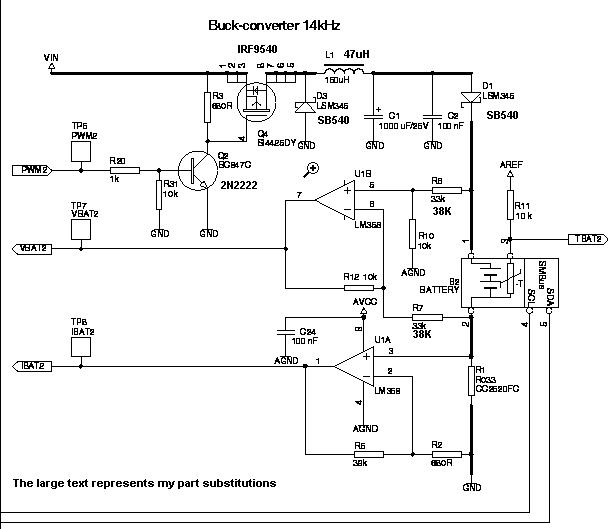 Buck-converter 14kHz
VIN
IRF9540
1 2 3
8 7 6 5
L1 47uH
150uH
R3
680R
4
Q4
SI4425DY
D3
LSM345
SB540
GND
C1
1000 uF/25V
GND
C2
100 nF
GND
D1
LSM345
SB540
TP5
PWM2
PWM2
R20
1k
R31
10k
GND
Q2
BC847C
2N2222
GND
TP7
VBAT2
VBAT2
7
U1B
5
6
LM358
R8
33k
38K
R10
10k
AGND
AREF
R11
10k
TBAT2
1
3
B2
BATTERY
-T
SMBus
SCL
SDA
2
4
5
R12 10k
R7
33k
38K
AVCC
C24
100 nF
AGND
8
U1A
1
3
2
LM358
4
AGND
TP8
IBAT2
IBAT2
R1
R033
CC2520FC
R5
R2
680R
GND
The large text represents my part substitutions